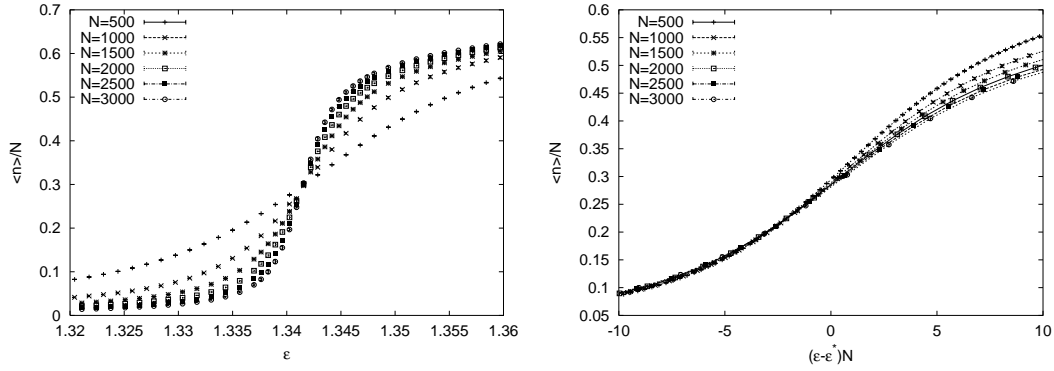 <n>/N
0.7
0.6
0.5
0.4
0.3
0.2
0.1
0
1.32
1.325
1.33
1.335
1.34
1.345
1.35
1.355
1.36
ε
N=500
N=1000
N=1500
N=2000
N=2500
N=3000
<n>/N
0.6
0.55
0.5
0.45
0.4
0.35
0.3
0.25
0.2
0.15
0.1
0.05
-10
-5
0
5
10
(ε-ε*)N
N=500
N=1000
N=1500
N=2000
N=2500
N=3000